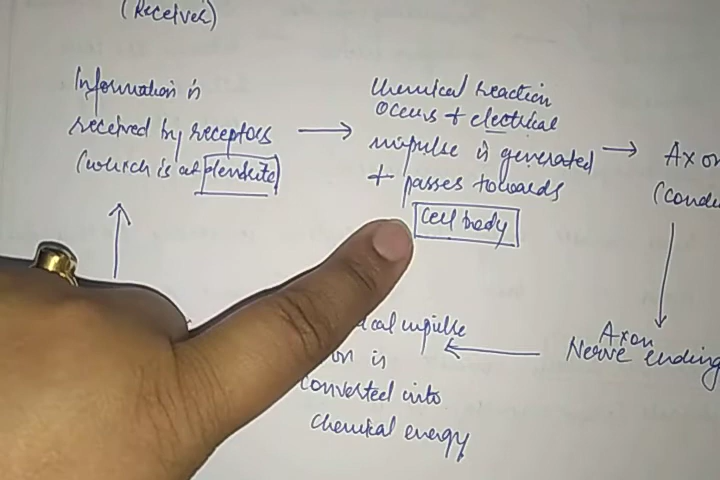 (Receiver)
Information is
received by receptors
(which is at dendrite)
Chemical reaction
occurs + electrical
impulse is generated
+ passes towards
cell body
Axon
(condu
Axon
Nerve ending
cal impulse
on is
converted into
chemical energy